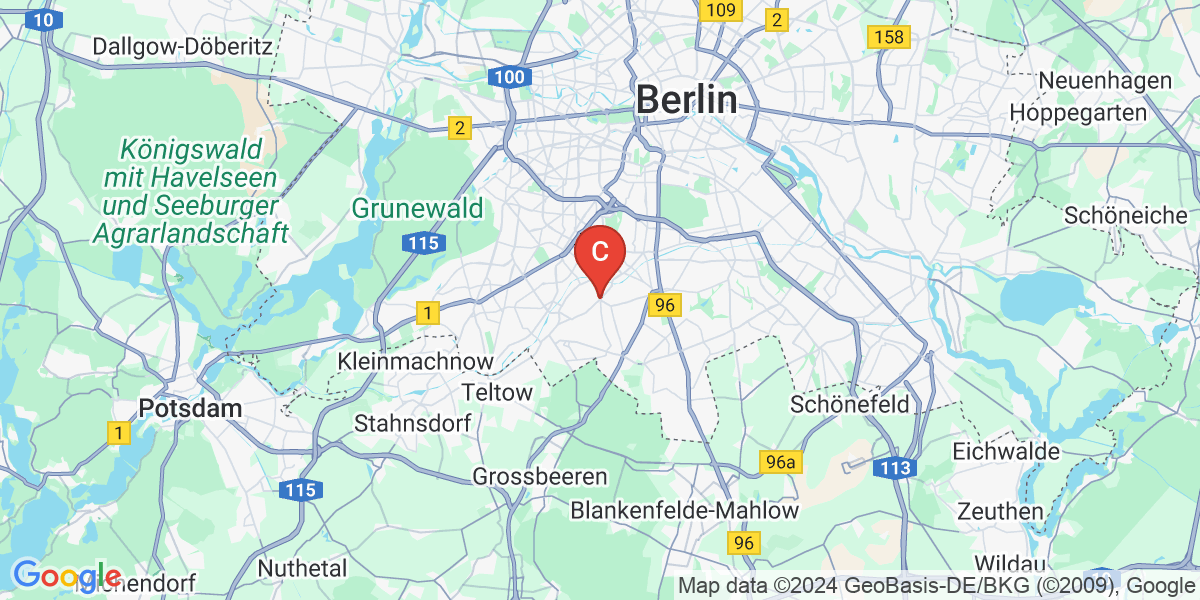 10
109
2
158
Dallgow-Döberitz
100
Neuenhagen
Berlin
Hoppegarten
2
Königswald
mit Havelseen
und Seeburger
Agrarlandschaft
Grunewald
Schöneiche
115
C
96
1
Kleinmachnow
Teltow
Potsdam
Schönefeld
Stahnsdorf
1
Eichwalde
96a
113
Grossbeeren
115
Blankenfelde-Mahlow
Zeuthen
96
Wildau
Nuthetal
Google
Michendorf
Map data ©2024 GeoBasis-DE/BKG (©2009), Google